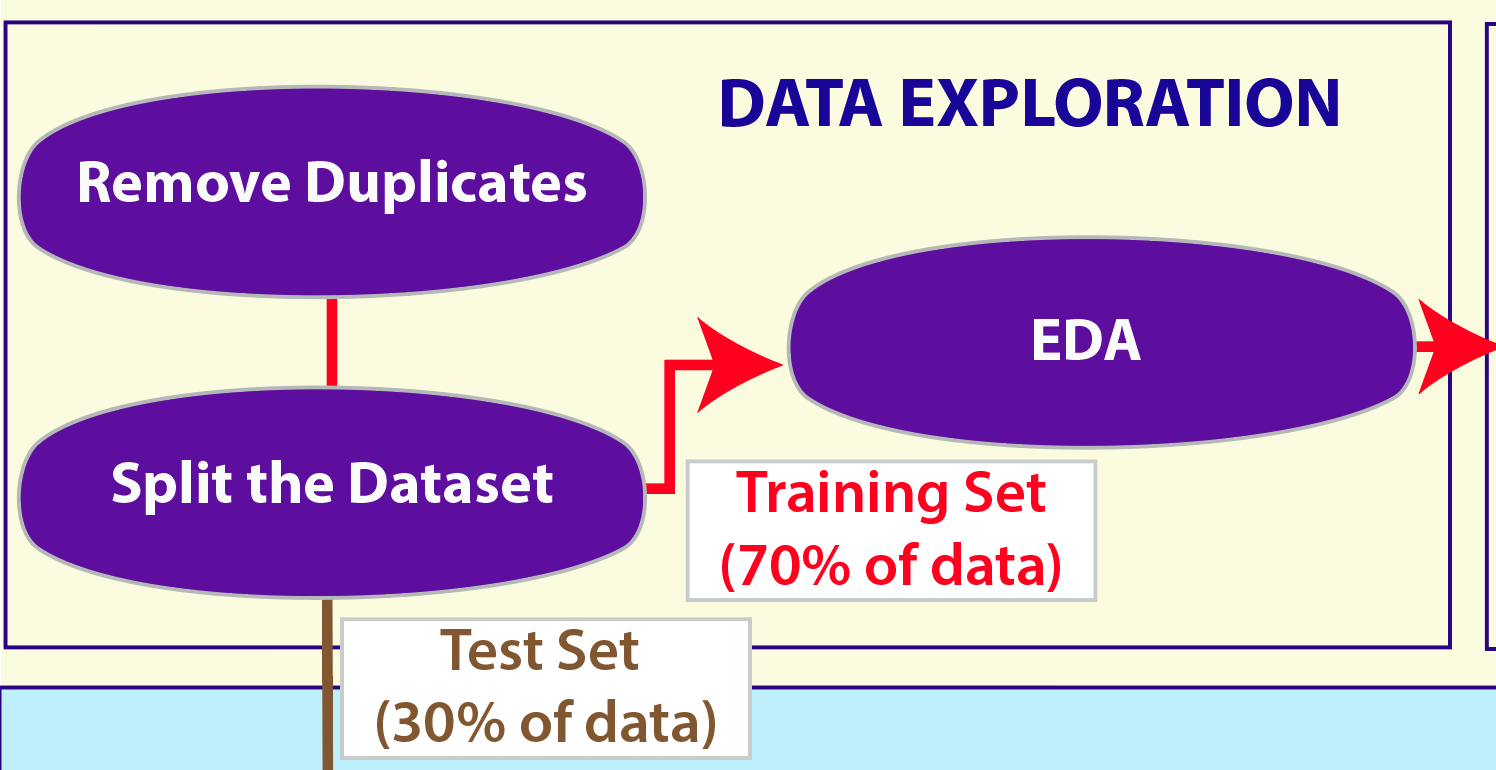 DATA EXPLORATION
Remove Duplicates
EDA
Split the Dataset
Training Set
(70% of data)
Test Set
(30% of data)